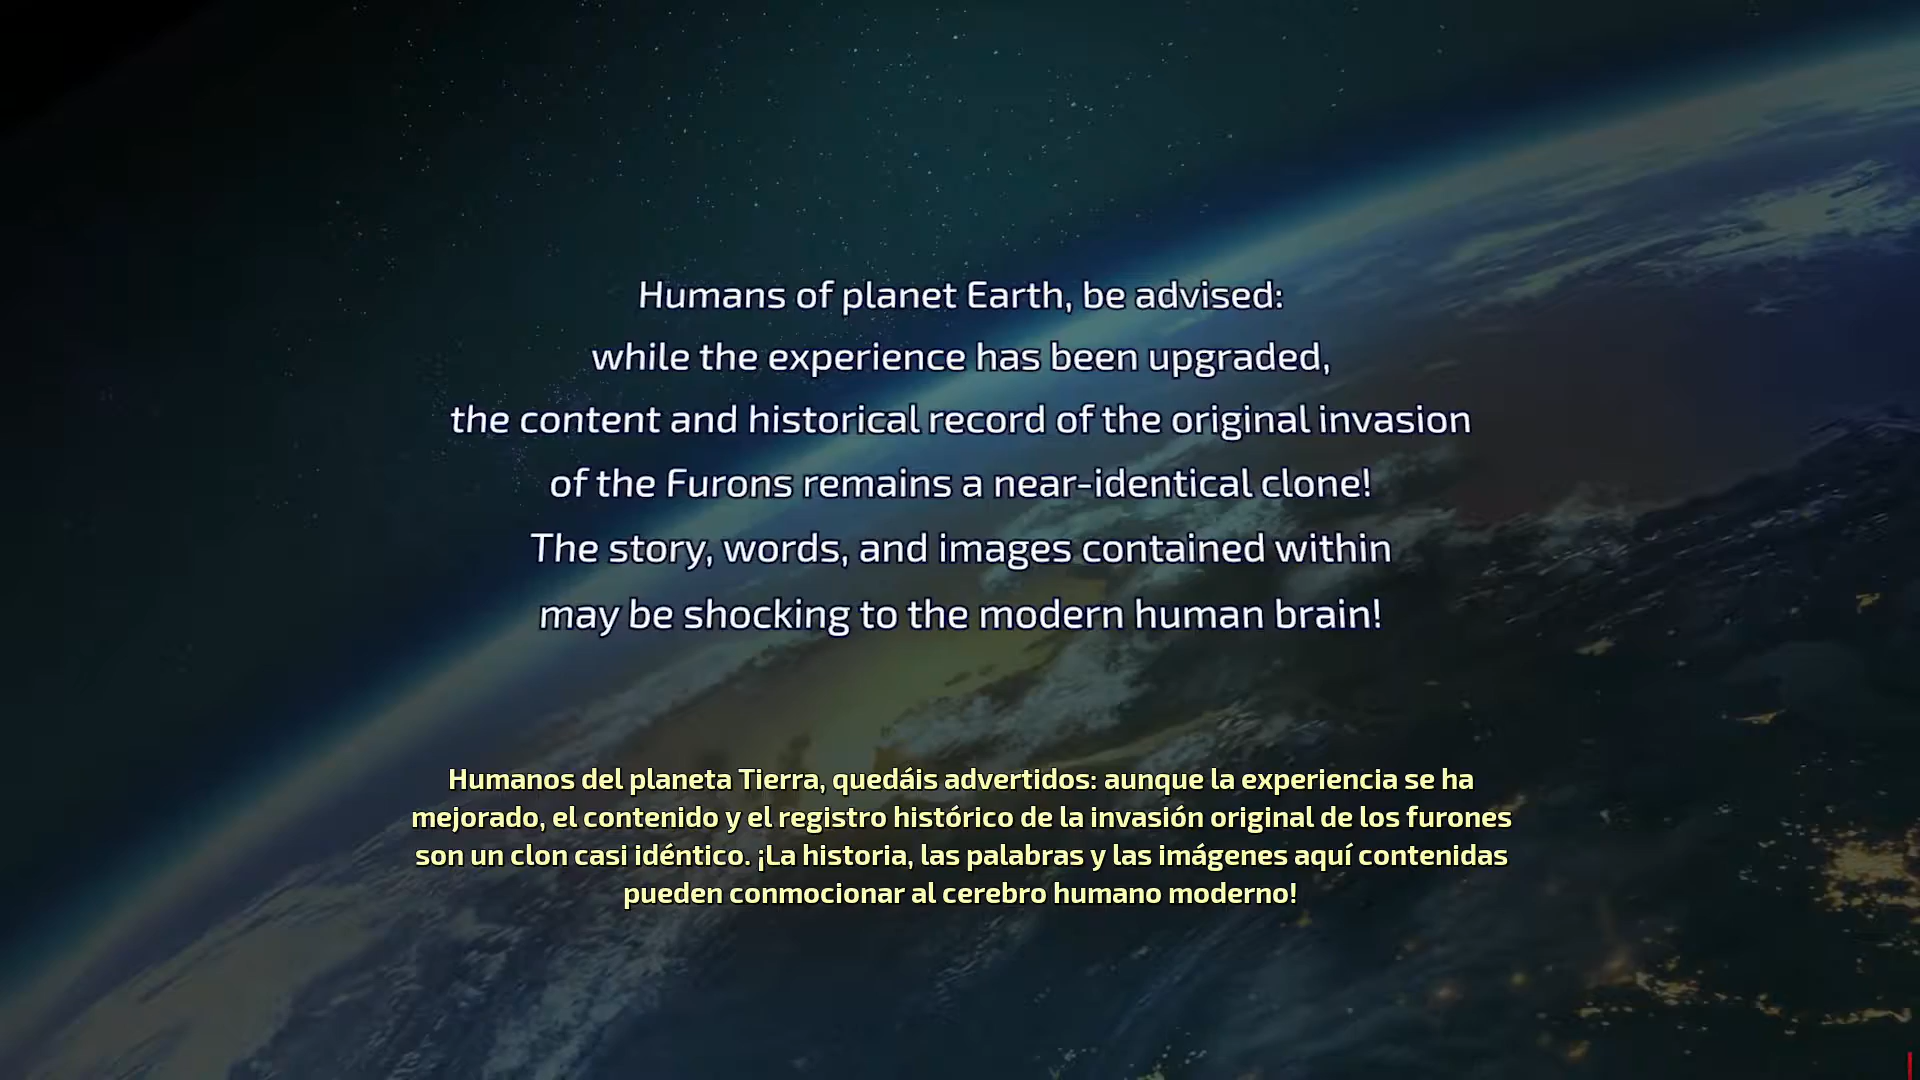 Humans of planet Earth, be advised:
while the experience has been upgraded,
the content and historical record of the original invasion
of the Furons remains a near-identical clone!
The story, words, and images contained within
may be shocking to the modern human brain!
Humanos del planeta Tierra, quedáis advertidos: aunque la experiencia se ha
mejorado, el contenido y el registro histórico de la invasión original de los furones
son un clon casi idéntico. ¡La historia, las palabras y las imágenes aquí contenidas
pueden conmocionar al cerebro humano moderno!